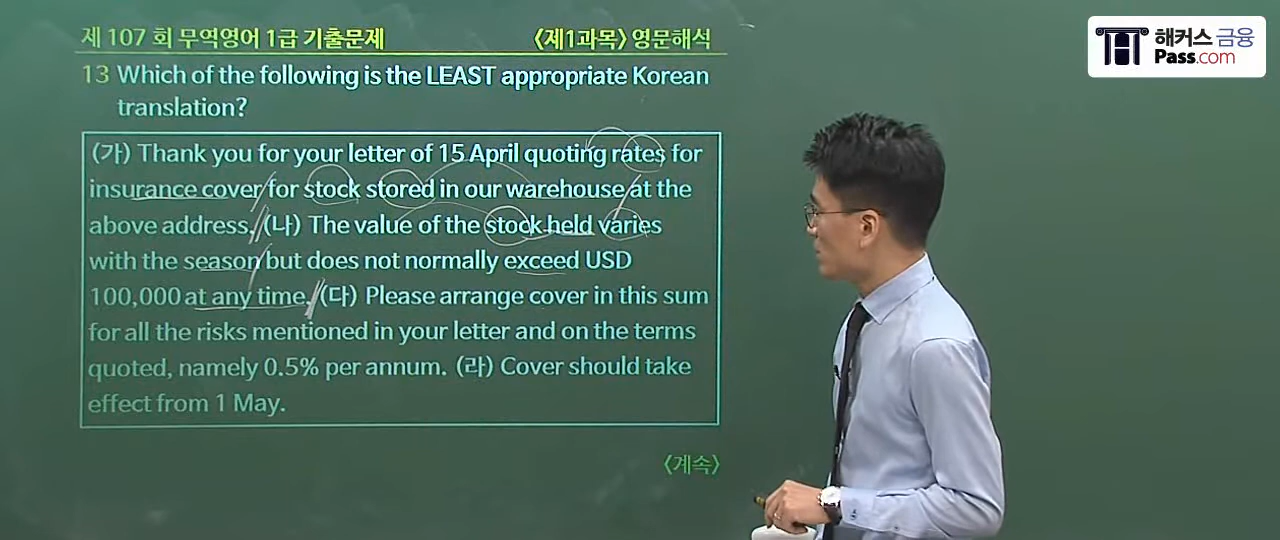 제 107 회 무역영어 1급 기출문제 〈제1과목〉 영문해석
해커스 금융
Pass.com
13 Which of the following is the LEAST appropriate Korean
translation?
(가) Thank you for your letter of 15 April quoting rates for
insurance cover for stock stored in our warehouse at the
above address. (나) The value of the stock held varies
with the season but does not normally exceed USD
100,000 at any time. (다) Please arrange cover in this sum
for all the risks mentioned in your letter and on the terms
quoted, namely 0.5% per annum. (라) Cover should take
effect from 1 May.
〈계속〉